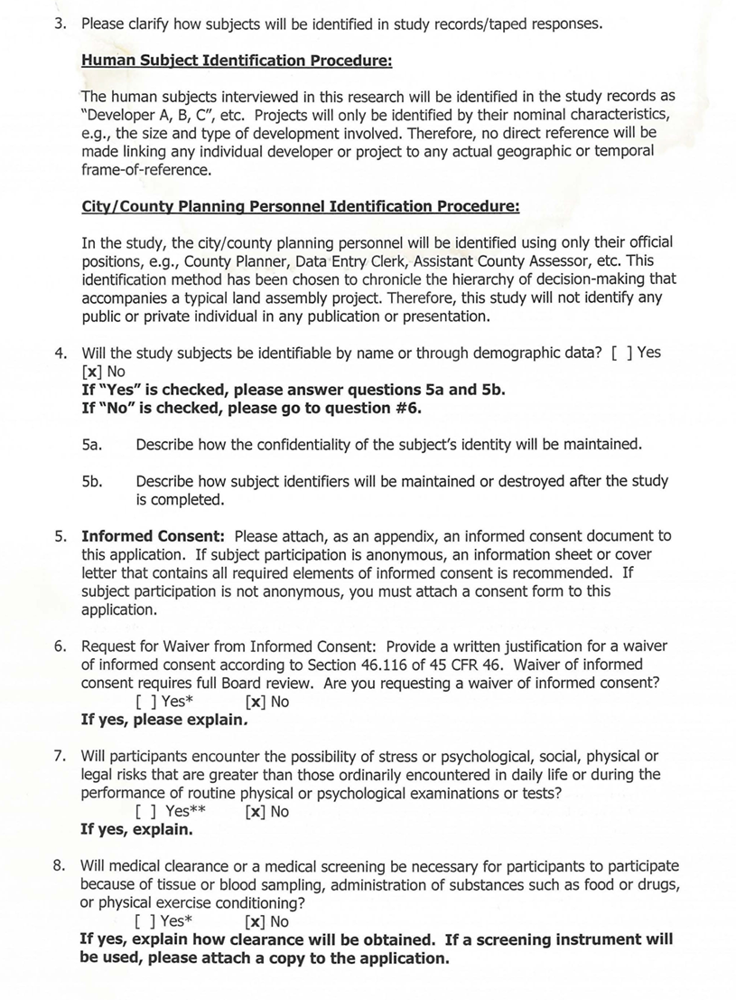 3. Please clarify how subjects will be identified in study records/taped responses.
Human Subject Identification Procedure:
The human subjects interviewed in this research will be identified in the study records as
“Developer A, B, C”, etc. Projects will only be identified by their nominal characteristics,
e.g., the size and type of development involved. Therefore, no direct reference will be
made linking any individual developer or project to any actual geographic or temporal
frame-of-reference.
City/County Planning Personnel Identification Procedure:
In the study, the city/county planning personnel will be identified using only their official
positions, e.g., County Planner, Data Entry Clerk, Assistant County Assessor, etc. This
identification method has been chosen to chronicle the hierarchy of decision-making that
accompanies a typical land assembly project. Therefore, this study will not identify any
public or private individual in any publication or presentation.
4. Will the study subjects be identifiable by name or through demographic data? [ ] Yes
[x] No
If “Yes” is checked, please answer questions 5a and 5b.
If “No” is checked, please go to question #6.
5a. Describe how the confidentiality of the subject’s identity will be maintained.
5b. Describe how subject identifiers will be maintained or destroyed after the study
is completed.
5. Informed Consent: Please attach, as an appendix, an informed consent document to
this application. If subject participation is anonymous, an information sheet or cover
letter that contains all required elements of informed consent is recommended. If
subject participation is not anonymous, you must attach a consent form to this
application.
6. Request for Waiver from Informed Consent: Provide a written justification for a waiver
of informed consent according to Section 46.116 of 45 CFR 46. Waiver of informed
consent requires full Board review. Are you requesting a waiver of informed consent?
[ ] Yes* [x] No
If yes, please explain.
7. Will participants encounter the possibility of stress or psychological, social, physical or
legal risks that are greater than those ordinarily encountered in daily life or during the
performance of routine physical or psychological examinations or tests?
[ ] Yes** [x] No
If yes, explain.
8. Will medical clearance or a medical screening be necessary for participants to participate
because of tissue or blood sampling, administration of substances such as food or drugs,
or physical exercise conditioning?
[ ] Yes* [x] No
If yes, explain how clearance will be obtained. If a screening instrument will
be used, please attach a copy to the application.